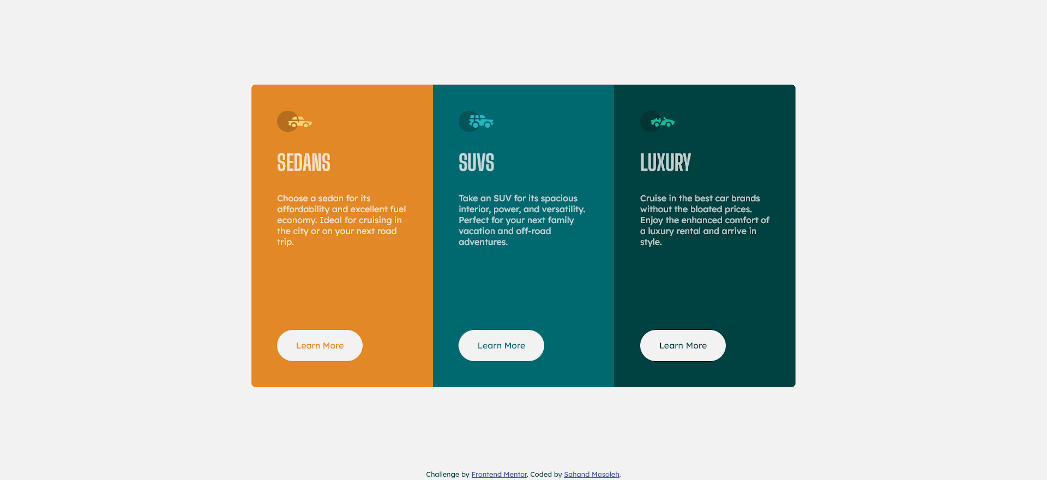 SEDANS
Choose a sedan for its
affordability and excellent fuel
economy. Ideal for cruising in
the city or on your next road
trip.
Learn More
SUVS
Take an SUV for its spacious
interior, power, and versatility.
Perfect for your next family
vacation and off-road
adventures.
Learn More
LUXURY
Cruise in the best car brands
without the bloated prices.
Enjoy the enhanced comfort of
a luxury rental and arrive in
style.
Learn More
Challenge by Frontend Mentor. Coded by Sahand Masoleh.